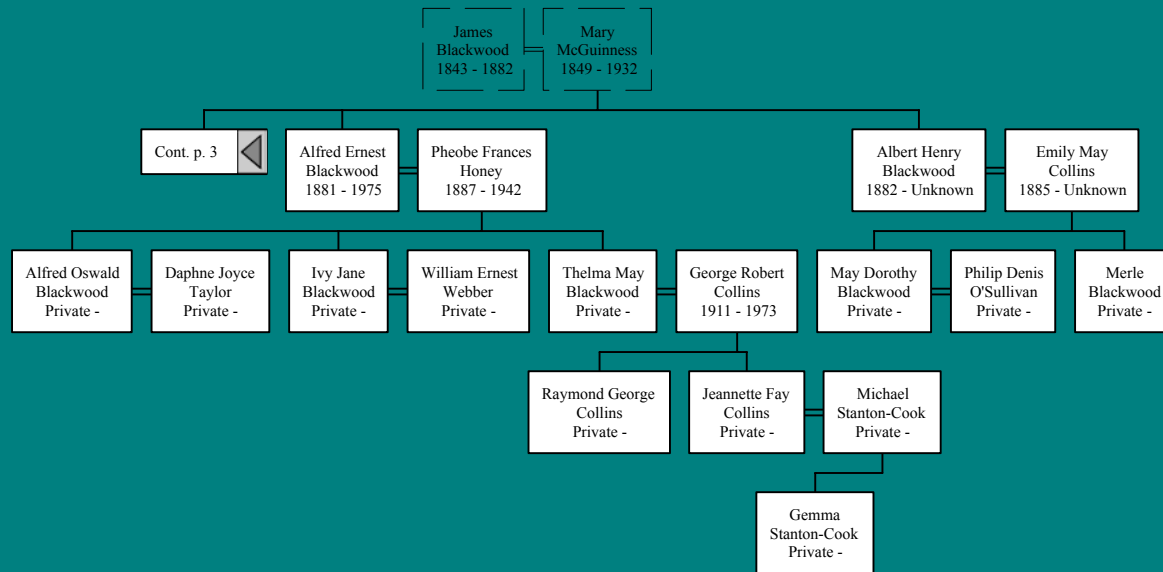 James
Blackwood
1843 - 1882
Mary
McGuinness
1849 - 1932
Cont. p. 3
Alfred Ernest
Blackwood
1881 - 1975
Pheobe Frances
Honey
1887 - 1942
Albert Henry
Blackwood
1882 - Unknown
Emily May
Collins
1885 - Unknown
Alfred Oswald
Blackwood
Private -
Daphne Joyce
Taylor
Private -
Ivy Jane
Blackwood
Private -
William Ernest
Webber
Private -
Thelma May
Blackwood
Private -
George Robert
Collins
1911 - 1973
May Dorothy
Blackwood
Private -
Philip Denis
O'Sullivan
Private -
Merle
Blackwood
Private -
Raymond George
Collins
Private -
Jeannette Fay
Collins
Private -
Michael
Stanton-Cook
Private -
Gemma
Stanton-Cook
Private -